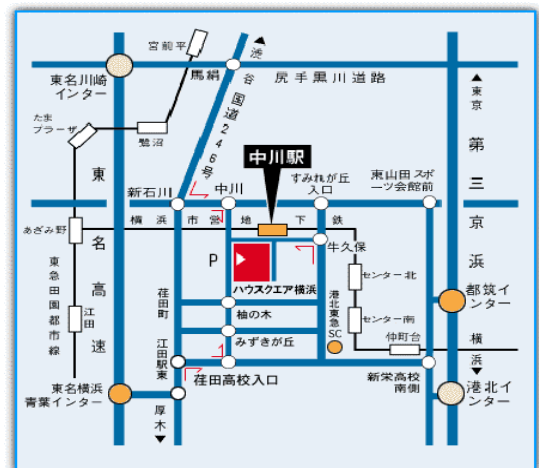 宮前平
渋谷
東名川崎
インター
馬絹
尻手黒川道路
国道246号
東京
たま
プラーザ
鷺沼
第三京浜
中川駅
東名高速
新石川
中川
すみれが丘
入口
東山田スポ
ーツ会館前
横浜市営地下鉄
あざみ野
牛久保
P
センター北
ハウスクエア横浜
東急田園都市線
荏田町
都筑イ
ンター
柚の木
港北東急SC
センター南
江田
みずきが丘
仲町台
横浜
江田駅東
荏田高校入口
新栄高校
南側
東名横浜
青葉インター
港北イ
ンター
厚木